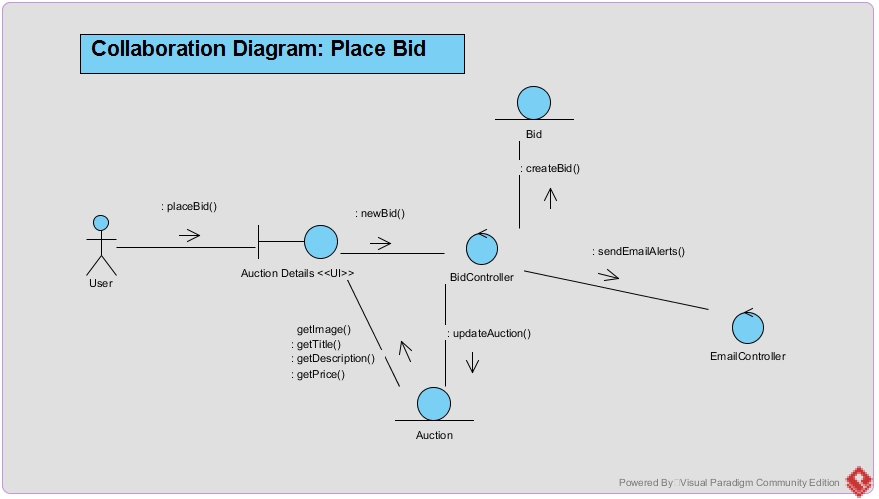 Collaboration Diagram: Place Bid
Bid
: createBid()
: placeBid()
: newBid()
: sendEmailAlerts()
User
Auction Details <<UI>>
BidController
getImage()
: getTitle()
: getDescription()
: getPrice()
: updateAuction()
EmailController
Auction
Powered By Visual Paradigm Community Edition